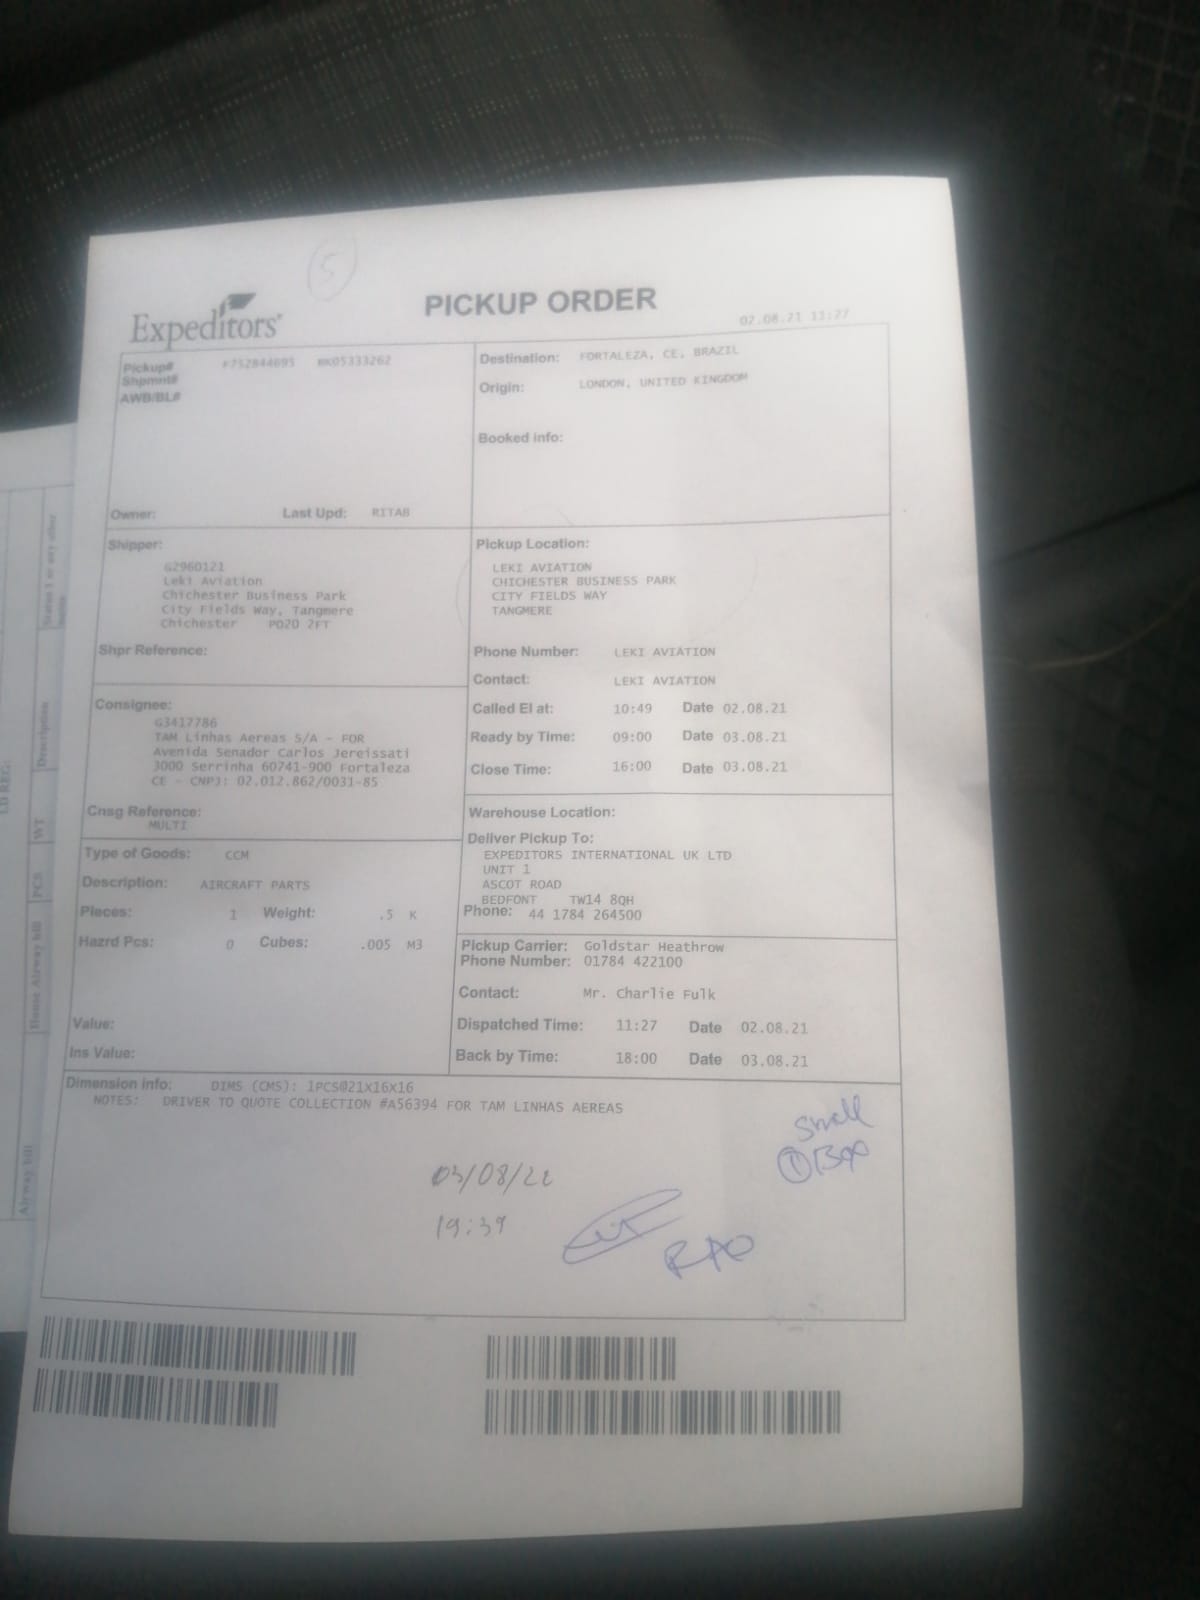 5
Expeditors
PICKUP ORDER
02.08.21 11:27
Pickup# F752844695 WK05333262
Shpmnt#
AWB/BL#
Owner: Last Upd: RITAB
Destination: FORTALEZA, CE, BRAZIL
Origin: LONDON, UNITED KINGDOM
Booked info:
Shipper:
G2960121
Leki Aviation
Chichester Business Park
City Fields Way, Tangmere
Chichester PO20 2FT
Shpr Reference:
Pickup Location:
LEKI AVIATION
CHICHESTER BUSINESS PARK
CITY FIELDS WAY
TANGMERE
Phone Number: LEKI AVIATION
Contact: LEKI AVIATION
Called EI at: 10:49 Date 02.08.21
Ready by Time: 09:00 Date 03.08.21
Close Time: 16:00 Date 03.08.21
Consignee:
G3417786
TAM Linhas Aereas S/A - FOR
Avenida Senador Carlos Jereissati
3000 Serrinha 60741-900 Fortaleza
CE - CNPJ: 02.012.862/0031-85
Cnsg Reference:
MULTI
Warehouse Location:
Deliver Pickup To:
EXPEDITORS INTERNATIONAL UK LTD
UNIT 1
ASCOT ROAD
BEDFONT TW14 8QH
Phone: 44 1784 264500
Type of Goods: CCM
Description: AIRCRAFT PARTS
Pieces: 1 Weight: .5 K
Hazrd Pcs: 0 Cubes: .005 M3
Value:
Ins Value:
Pickup Carrier: Goldstar Heathrow
Phone Number: 01784 422100
Contact: Mr. Charlie Fulk
Dispatched Time: 11:27 Date 02.08.21
Back by Time: 18:00 Date 03.08.21
Dimension info: DIMS (CMS): 1PCS@21X16X16
NOTES: DRIVER TO QUOTE COLLECTION #A56394 FOR TAM LINHAS AEREAS
small
1 Box
19:39
Status 1 or any other
Description
WT
PCS
House Airway bill
Airway bill